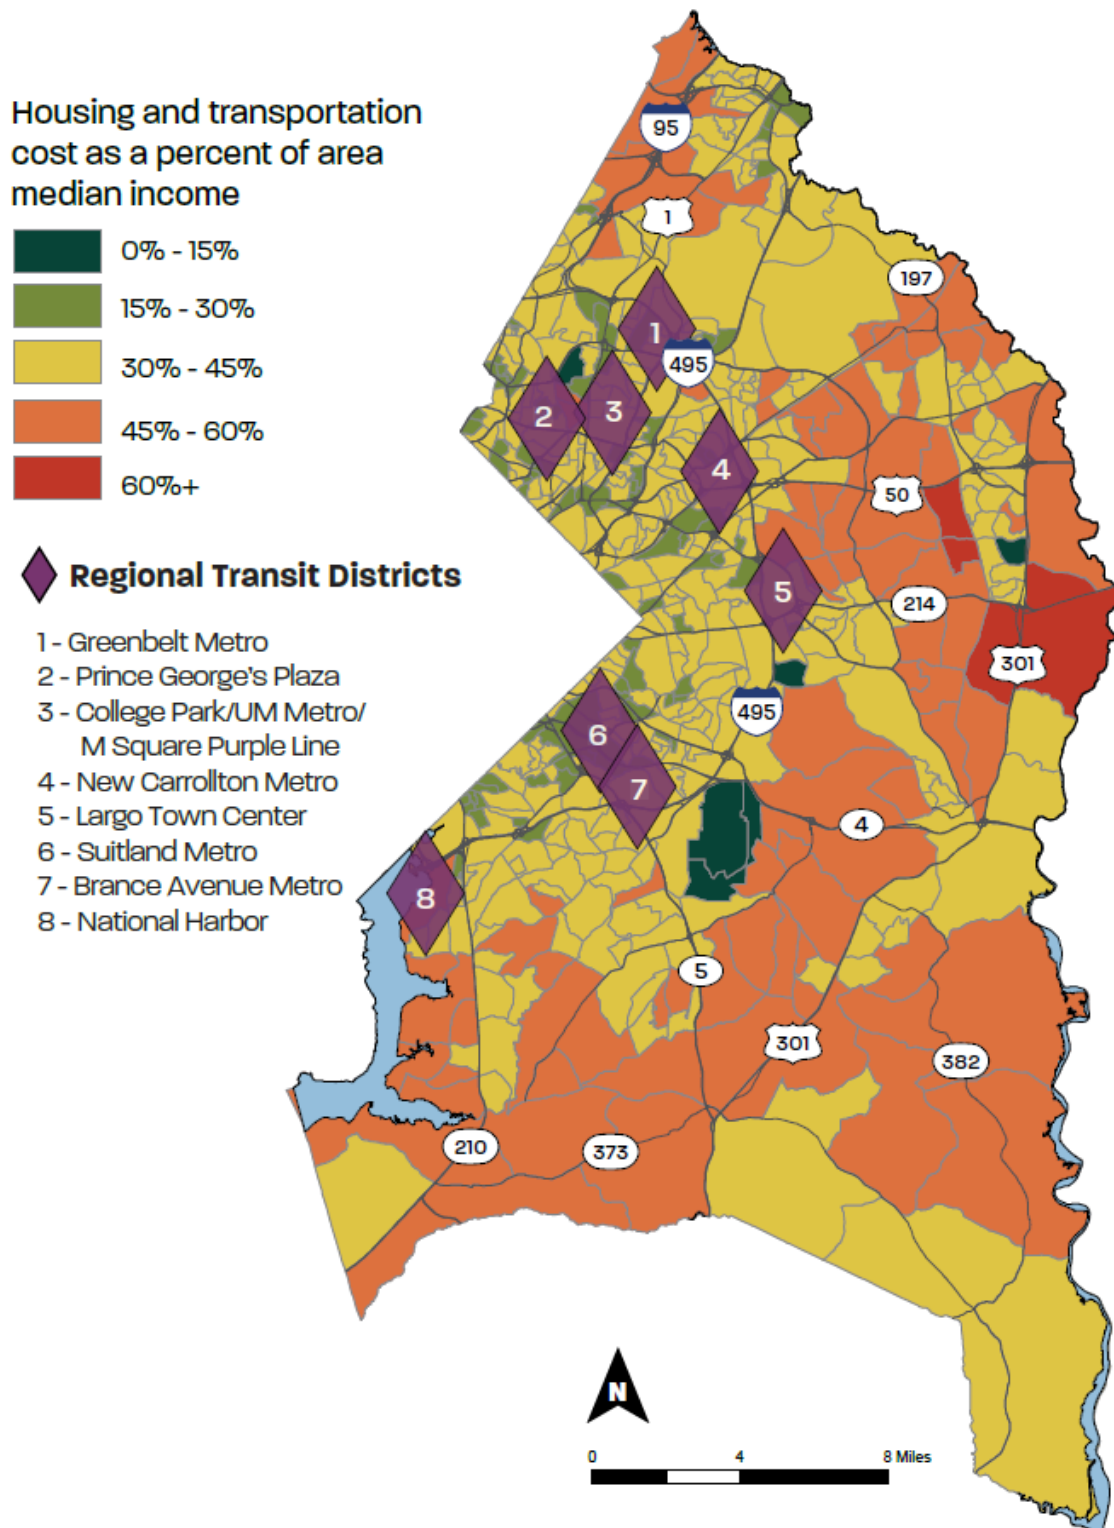 Housing and transportation
cost as a percent of area
median income
0% - 15%
15% - 30%
30% - 45%
45% - 60%
60%+
Regional Transit Districts
1 - Greenbelt Metro
2 - Prince George's Plaza
3 - College Park/UM Metro/
M Square Purple Line
4 - New Carrollton Metro
5 - Largo Town Center
6 - Suitland Metro
7 - Brance Avenue Metro
8 - National Harbor
95
1
197
1
495
2
3
4
50
5
214
301
495
6
7
4
8
5
301
382
210
373
N
0 4 8 Miles